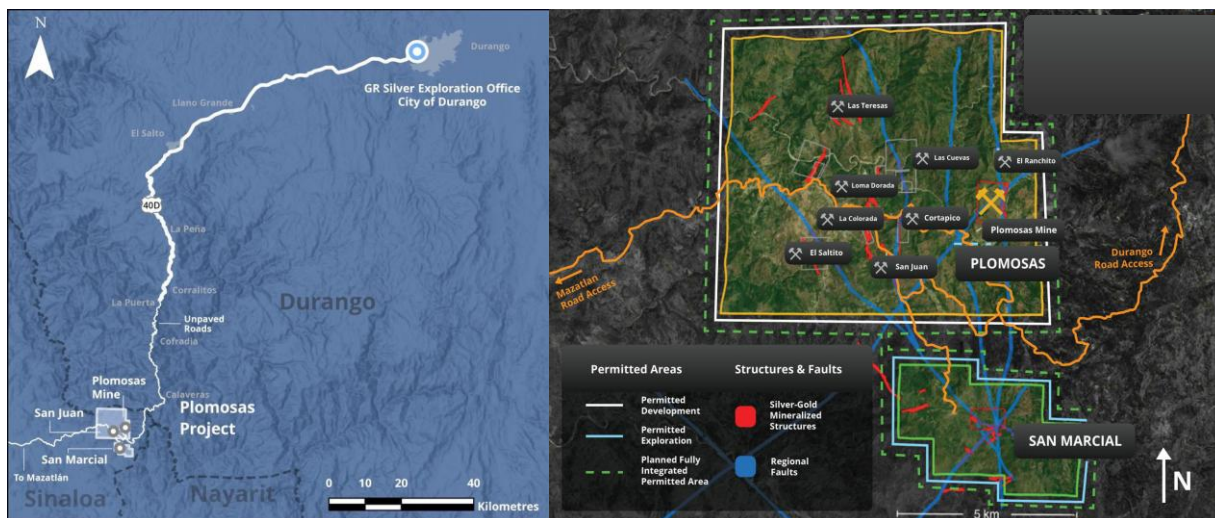 N
Durango
GR Silver Exploration Office
City of Durango
Llano Grande
El Salto
40D
La Peña
Corralitos
La Puerta
Durango
Unpaved
Roads
Cofradia
Calaveras
Plomosas
Mine
San Juan
Plomosas
Project
San Marcial
To Mazatlán
Sinaloa
Nayarit
0 20 40
Kilometres
Las Teresas
Las Cuevas
El Ranchito
Loma Dorada
La Colorada
Cortapico
Plomosas Mine
El Saltito
San Juan
PLOMOSAS
Mazatlan
Road Access
Durango
Road Access
Permitted Areas
Permitted
Development
Permitted
Exploration
Planned Fully
Integrated
Permitted Area
Structures & Faults
Silver-Gold
Mineralized
Structures
Regional
Faults
SAN MARCIAL
N
5 km